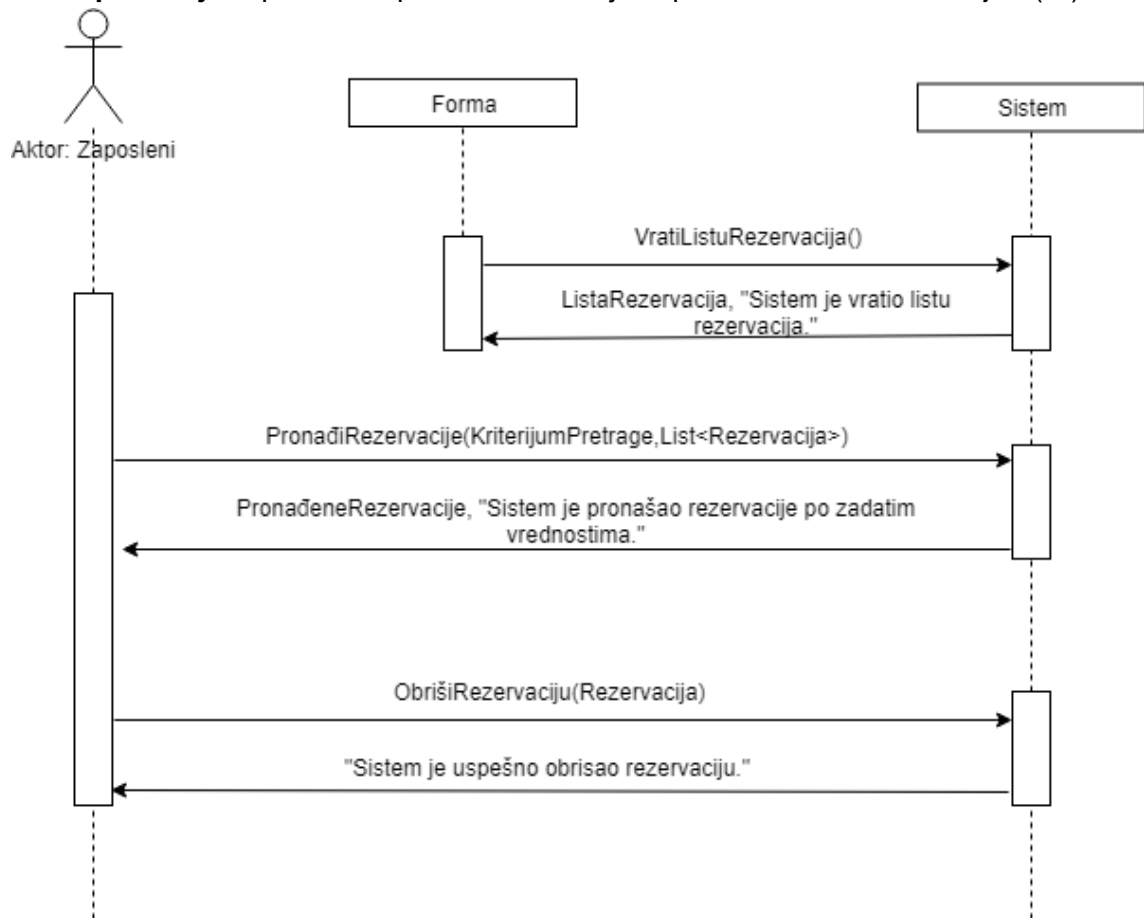 Forma
Sistem
Aktor: Zaposleni
VratiListuRezervacija()
ListaRezervacija, "Sistem je vratio listu
rezervacija."
PronađiRezervacije(KriterijumPretrage,List<Rezervacija>)
PronađeneRezervacije, "Sistem je pronašao rezervacije po zadatim
vrednostima."
ObrišiRezervaciju(Rezervacija)
"Sistem je uspešno obrisao rezervaciju."